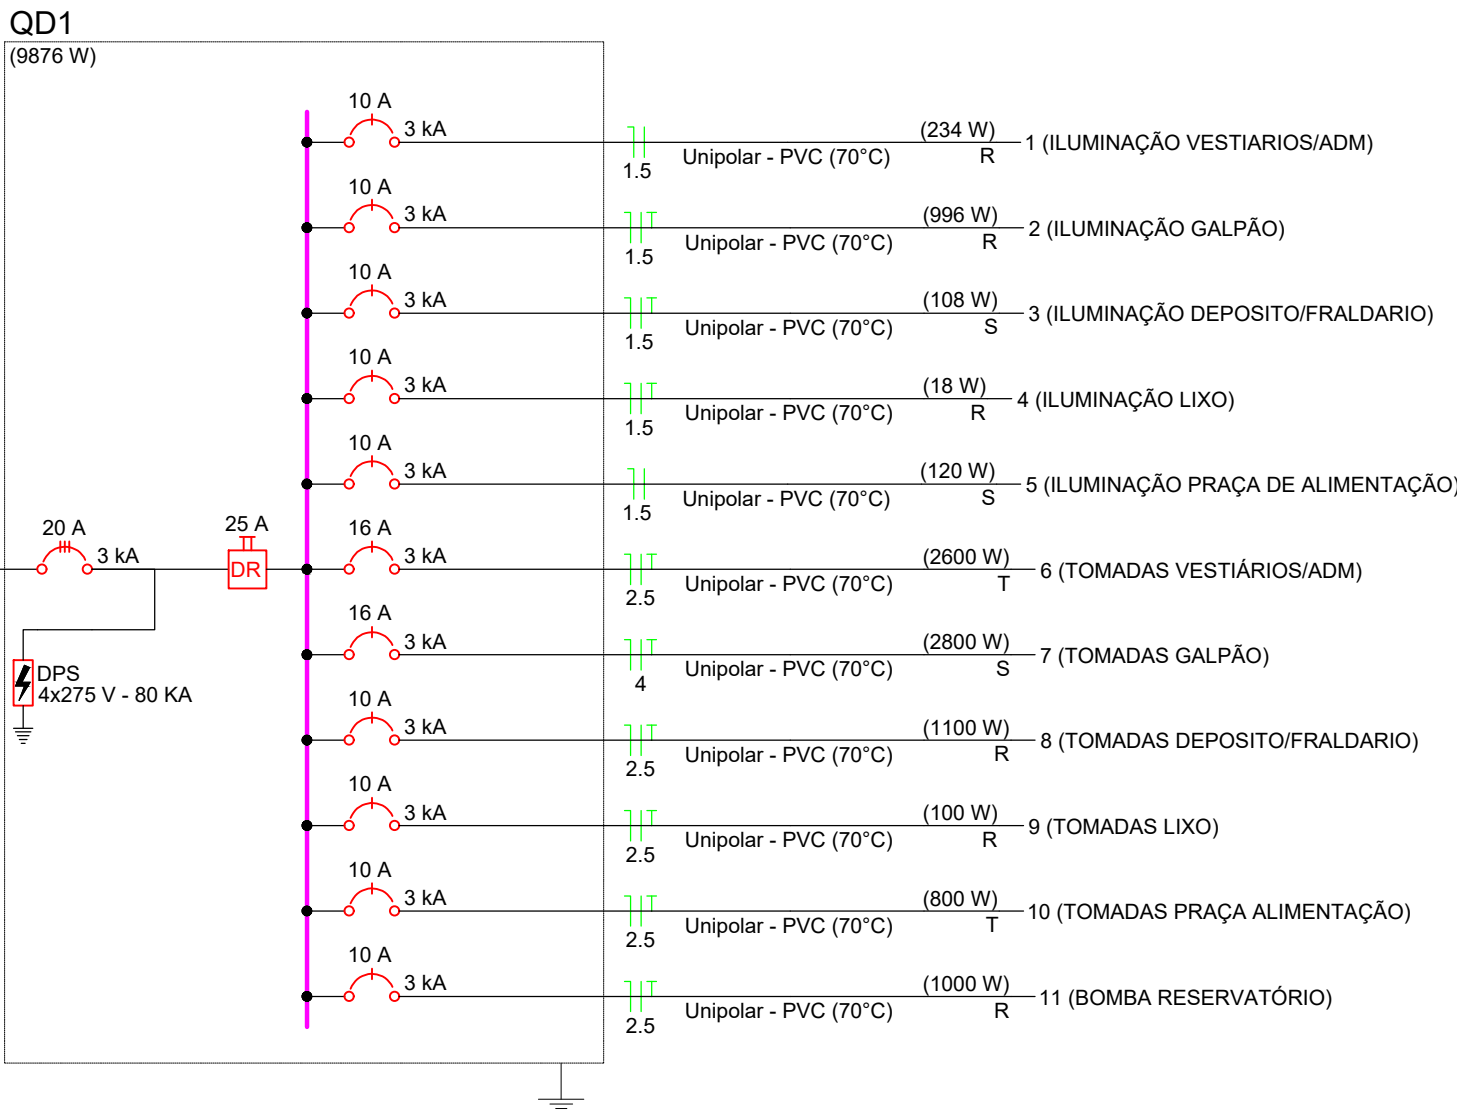 QD1
(9876 W)
10 A
3 kA
1.5
Unipolar - PVC (70°C)
(234 W)
R
1 (ILUMINAÇÃO VESTIARIOS/ADM)
10 A
3 kA
1.5
Unipolar - PVC (70°C)
(996 W)
R
2 (ILUMINAÇÃO GALPÃO)
10 A
3 kA
1.5
Unipolar - PVC (70°C)
(108 W)
S
3 (ILUMINAÇÃO DEPOSITO/FRALDARIO)
10 A
3 kA
1.5
Unipolar - PVC (70°C)
(18 W)
R
4 (ILUMINAÇÃO LIXO)
10 A
3 kA
1.5
Unipolar - PVC (70°C)
(120 W)
S
5 (ILUMINAÇÃO PRAÇA DE ALIMENTAÇÃO)
20 A
3 kA
25 A
DR
16 A
3 kA
2.5
Unipolar - PVC (70°C)
(2600 W)
T
6 (TOMADAS VESTIÁRIOS/ADM)
16 A
3 kA
4
Unipolar - PVC (70°C)
(2800 W)
S
7 (TOMADAS GALPÃO)
DPS
4x275 V - 80 KA
10 A
3 kA
2.5
Unipolar - PVC (70°C)
(1100 W)
R
8 (TOMADAS DEPOSITO/FRALDARIO)
10 A
3 kA
2.5
Unipolar - PVC (70°C)
(100 W)
R
9 (TOMADAS LIXO)
10 A
3 kA
2.5
Unipolar - PVC (70°C)
(800 W)
T
10 (TOMADAS PRAÇA ALIMENTAÇÃO)
10 A
3 kA
2.5
Unipolar - PVC (70°C)
(1000 W)
R
11 (BOMBA RESERVATÓRIO)